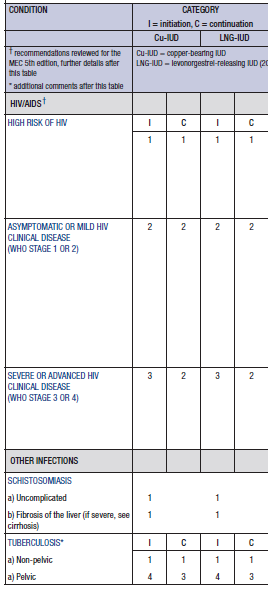 CONDITION
CATEGORY
I = initiation, C = continuation
Cu-IUD LNG-IUD
† recommendations reviewed for the
MEC 5th edition, further details after
this table
* additional comments after this table
Cu-IUD = copper-bearing IUD
LNG-IUD = levonorgestrel-releasing IUD (20
HIV/AIDS†
HIGH RISK OF HIV I C I C
1 1 1 1
ASYMPTOMATIC OR MILD HIV 2 2 2 2
CLINICAL DISEASE
(WHO STAGE 1 OR 2)
SEVERE OR ADVANCED HIV 3 2 3 2
CLINICAL DISEASE
(WHO STAGE 3 OR 4)
OTHER INFECTIONS
SCHISTOSOMIASIS
a) Uncomplicated 1 1
b) Fibrosis of the liver (if severe, see 1 1
cirrhosis)
TUBERCULOSIS* I C I C
a) Non-pelvic 1 1 1 1
a) Pelvic 4 3 4 3